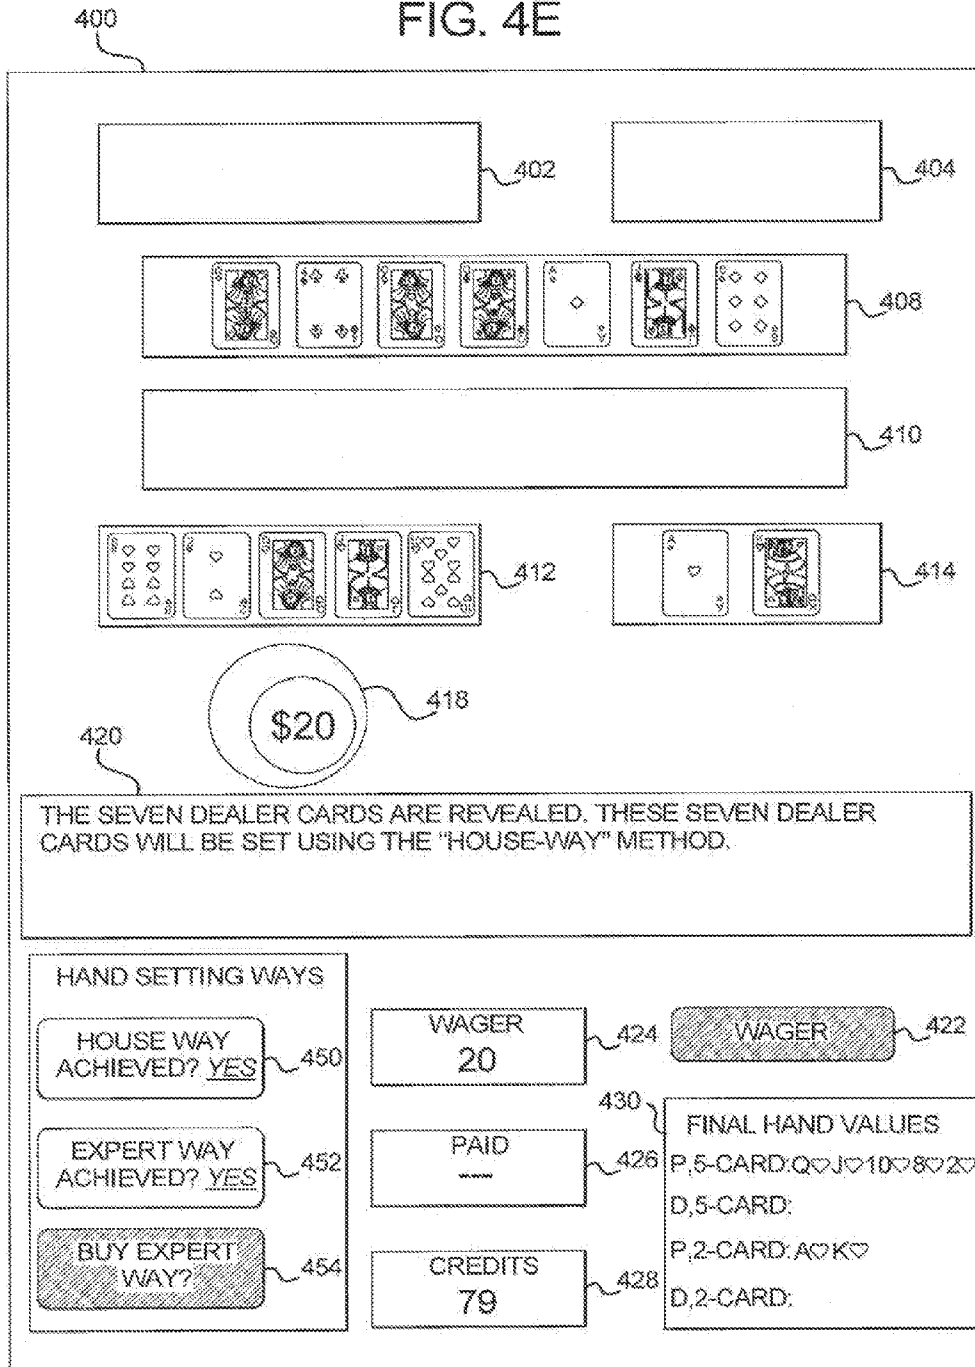 FIG. 4E
400
402
404
408
410
412
414
418
$20
420
THE SEVEN DEALER CARDS ARE REVEALED. THESE SEVEN DEALER
CARDS WILL BE SET USING THE "HOUSE-WAY" METHOD.
HAND SETTING WAYS
HOUSE WAY
ACHIEVED? YES
450
EXPERT WAY
ACHIEVED? YES
452
BUY EXPERT
WAY?
454
WAGER
20
424
PAID
—
426
CREDITS
79
428
WAGER
422
430
FINAL HAND VALUES
P,5-CARD:Q♡J♡10♡8♡2♡
D,5-CARD:
P,2-CARD:A♡K♡
D,2-CARD: